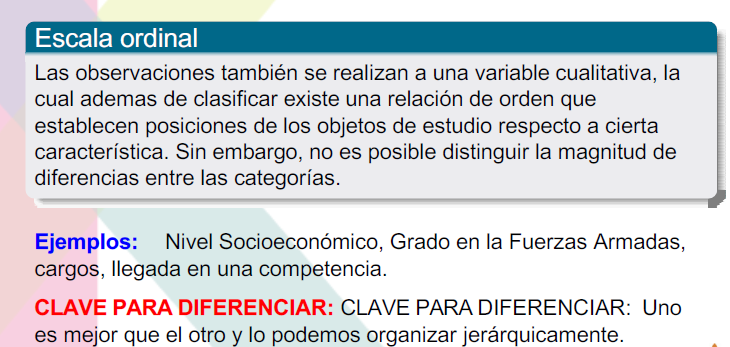 Escala ordinal
Las observaciones también se realizan a una variable cualitativa, la
cual ademas de clasificar existe una relación de orden que
establecen posiciones de los objetos de estudio respecto a cierta
característica. Sin embargo, no es posible distinguir la magnitud de
diferencias entre las categorías.
Ejemplos: Nivel Socioeconómico, Grado en la Fuerzas Armadas,
cargos, llegada en una competencia.
CLAVE PARA DIFERENCIAR: CLAVE PARA DIFERENCIAR: Uno
es mejor que el otro y lo podemos organizar jerárquicamente.